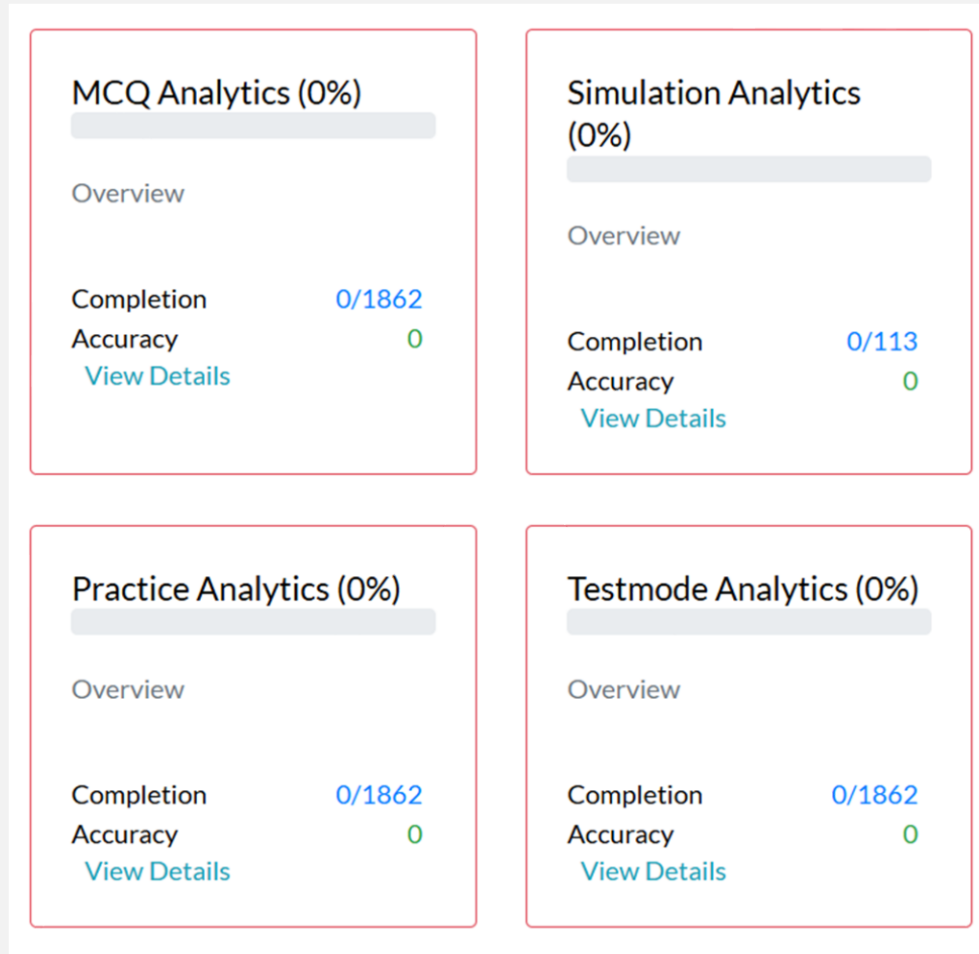 MCQ Analytics (0%)
Overview
Completion 0/1862
Accuracy 0
View Details
Simulation Analytics
(0%)
Overview
Completion 0/113
Accuracy 0
View Details
Practice Analytics (0%)
Overview
Completion 0/1862
Accuracy 0
View Details
Testmode Analytics (0%)
Overview
Completion 0/1862
Accuracy 0
View Details